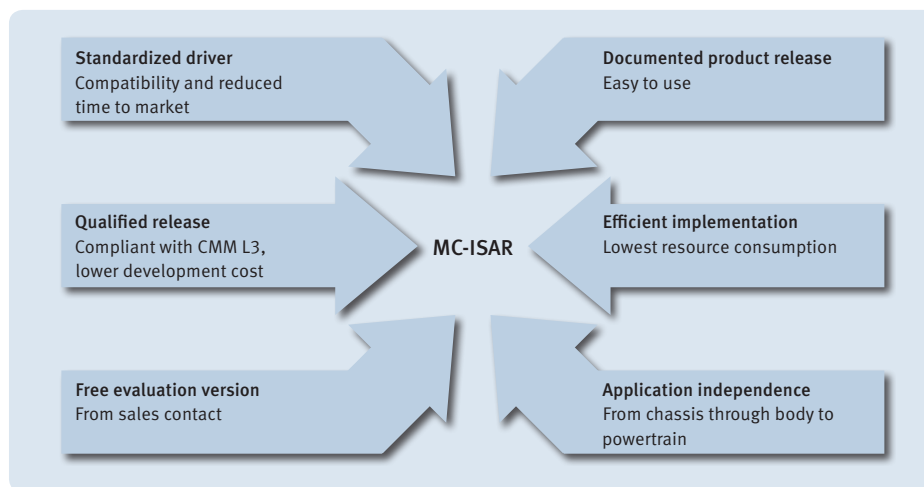 Standardized driver
Compatibility and reduced
time to market
Documented product release
Easy to use
Qualified release
Compliant with CMM L3,
lower development cost
MC-ISAR
Efficient implementation
Lowest resource consumption
Free evaluation version
From sales contact
Application independence
From chassis through body to
powertrain